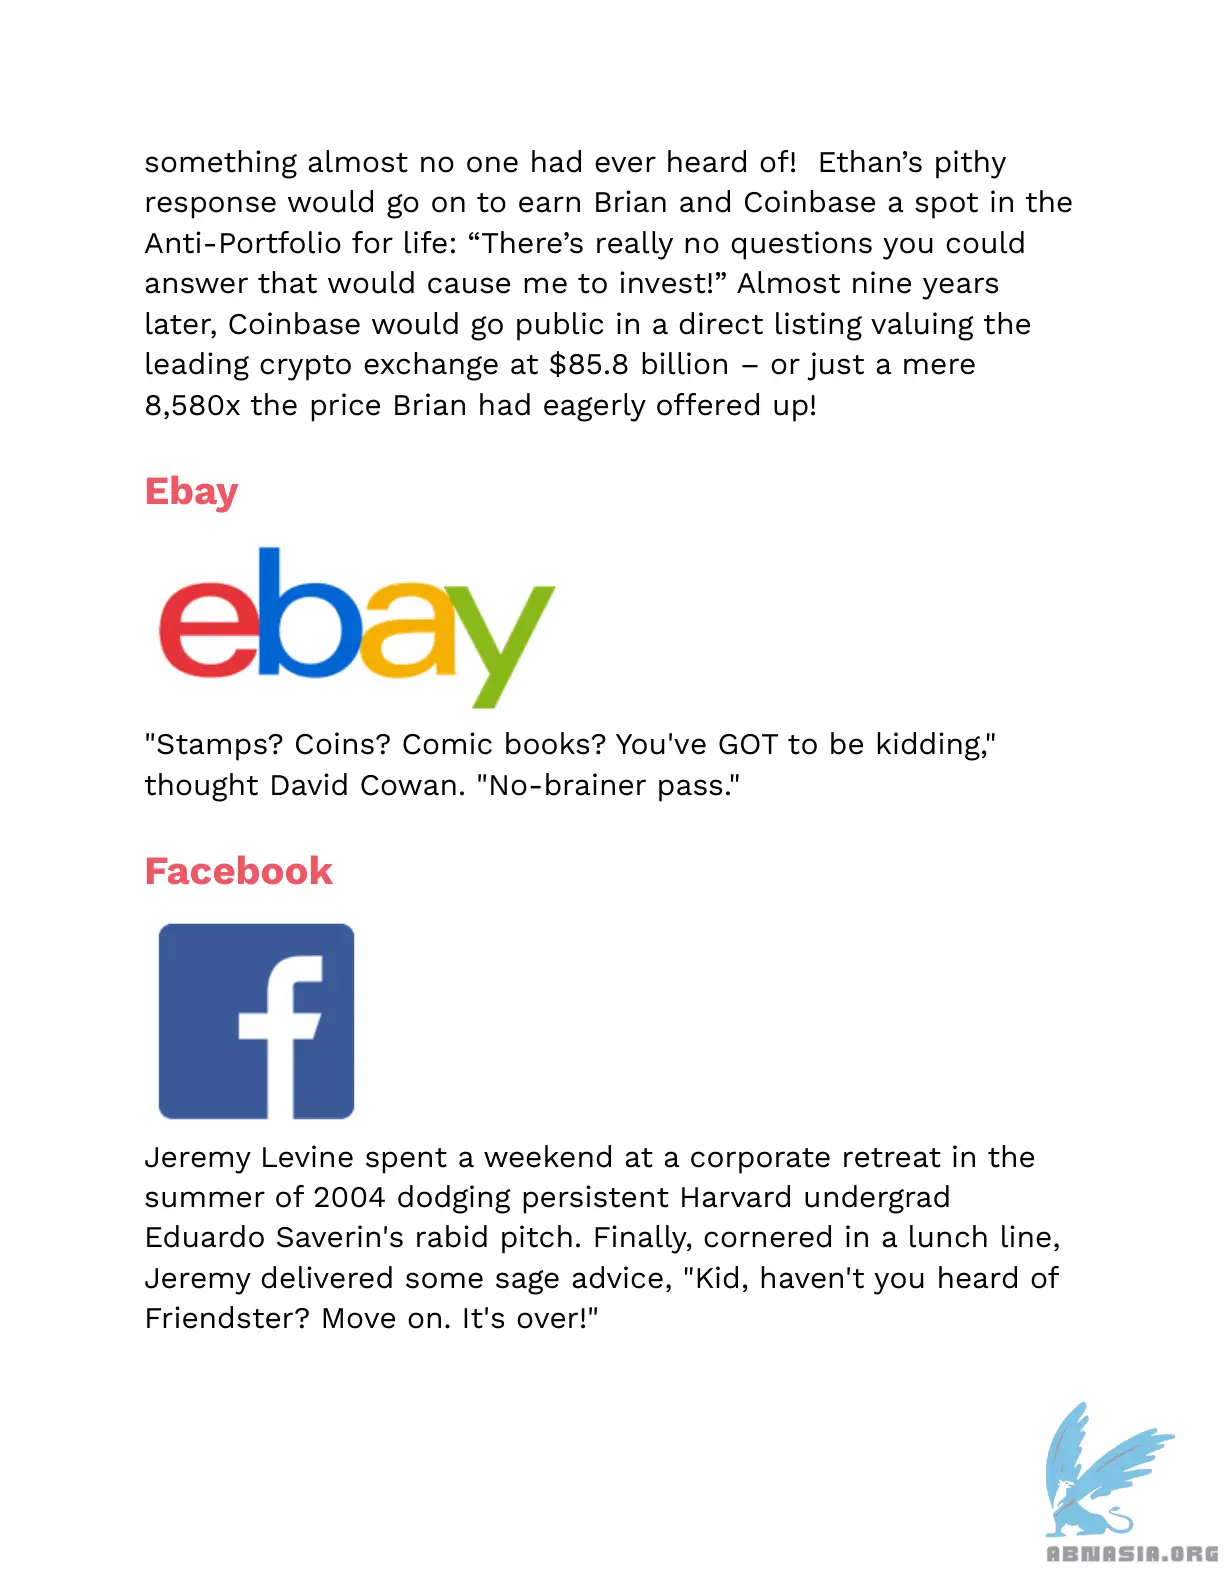 something almost no one had ever heard of!  Ethan’s pithy
response would go on to earn Brian and Coinbase a spot in the
Anti-Portfolio for life: “There’s really no questions you could
answer that would cause me to invest!” Almost nine years
later, Coinbase would go public in a direct listing valuing the
leading crypto exchange at $85.8 billion – or just a mere
8,580x the price Brian had eagerly offered up!
Ebay
ebay
"Stamps? Coins? Comic books? You've GOT to be kidding,"
thought David Cowan. "No-brainer pass."
Facebook
f
Jeremy Levine spent a weekend at a corporate retreat in the
summer of 2004 dodging persistent Harvard undergrad
Eduardo Saverin's rabid pitch. Finally, cornered in a lunch line,
Jeremy delivered some sage advice, "Kid, haven't you heard of
Friendster? Move on. It's over!"
ABNASIA.ORG